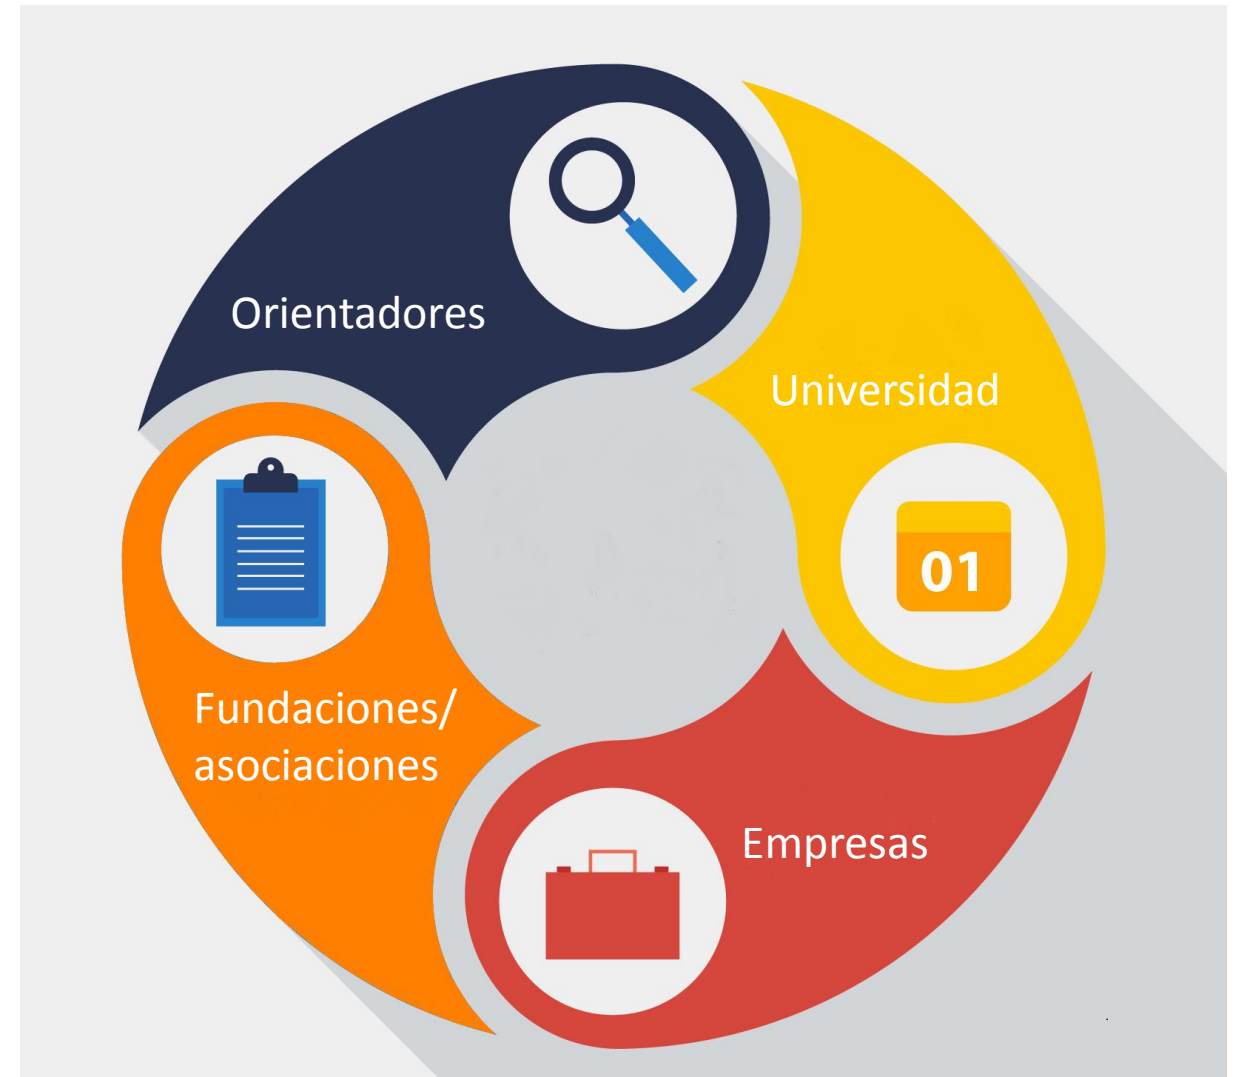 Orientadores
Universidad
01
Fundaciones/
asociaciones
Empresas